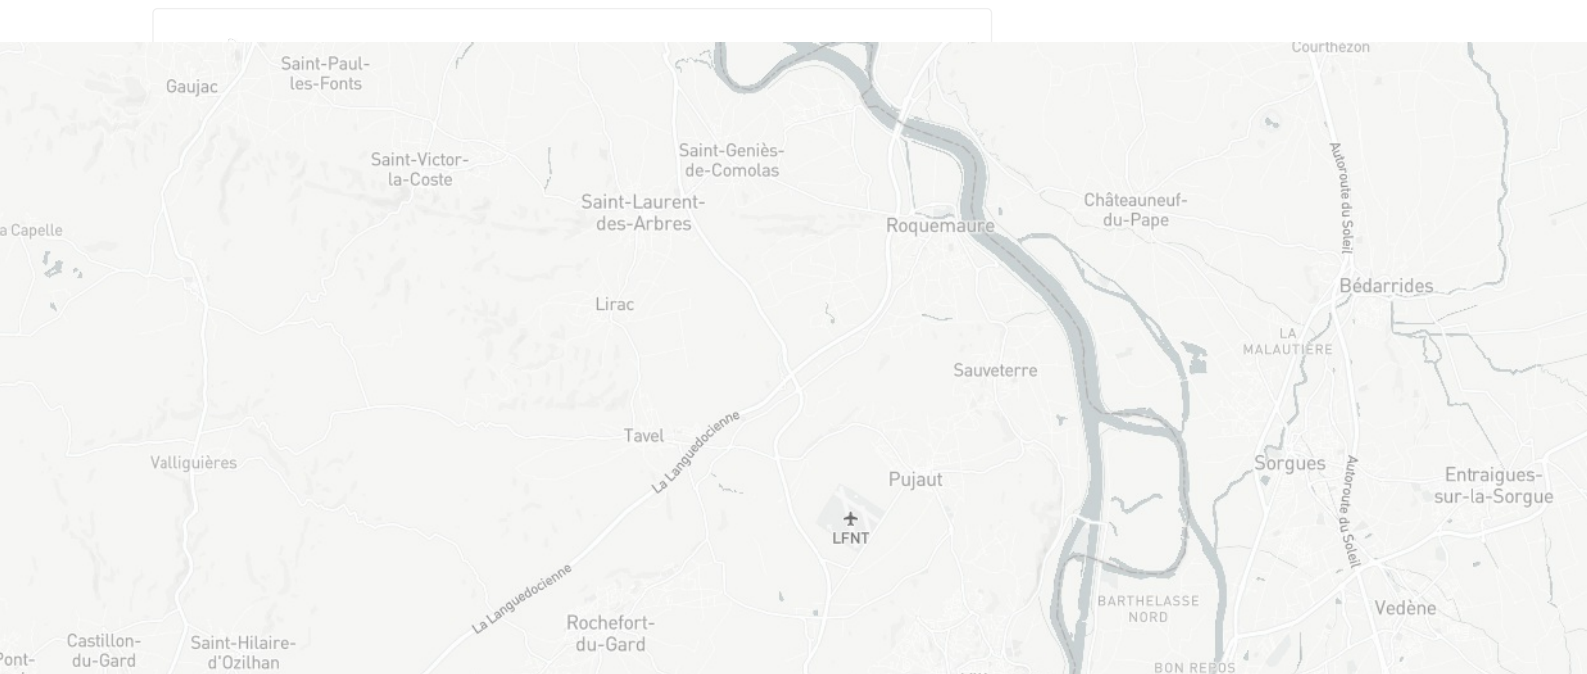 Courthézon
Saint-Paul-
les-Fonts
Gaujac
Saint-Geniès-
de-Comolas
Saint-Victor-
la-Coste
Autoroute du Soleil
Saint-Laurent-
des-Arbres
Châteauneuf-
du-Pape
a Capelle
Roquemaure
Bédarrides
Lirac
LA
MALAUTIÈRE
Sauveterre
La Languedocienne
Tavel
Valliguières
Sorgues
Pujaut
Entraigues-
sur-la-Sorgue
Autoroute du Soleil
LFNT
La Languedocienne
BARTHELASSE
NORD
Vedène
Rochefort-
du-Gard
Castillon-
du-Gard
Saint-Hilaire-
d'Ozilhan
Pont-
BON REPOS